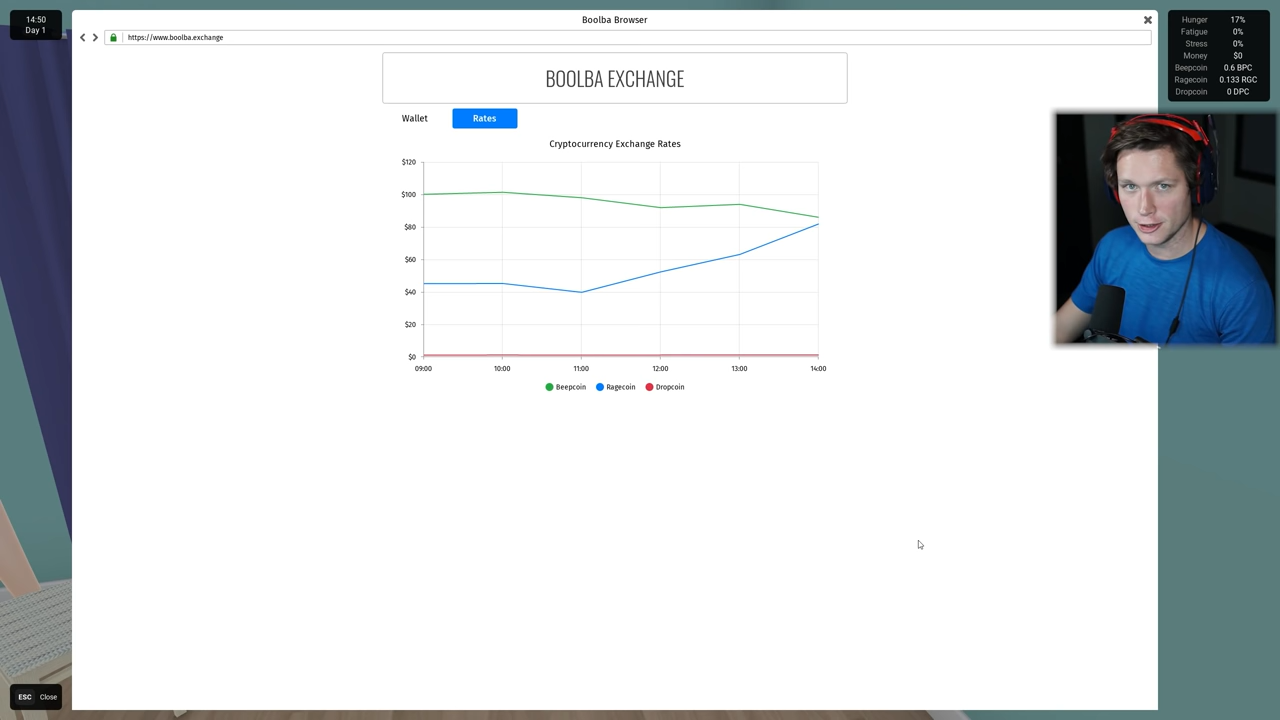 14:50
Day 1
Boolba Browser
https://www.boolba.exchange
Hunger 17%
Fatigue 0%
Stress 0%
Money $0
Beepcoin 0.6 BPC
Ragecoin 0.133 RGC
Dropcoin 0 DPC
BOOLBA EXCHANGE
Wallet Rates
Cryptocurrency Exchange Rates
$120
$100
$80
$60
$40
$20
$0
09:00 10:00 11:00 12:00 13:00 14:00
Beepcoin Ragecoin Dropcoin
ESC Close